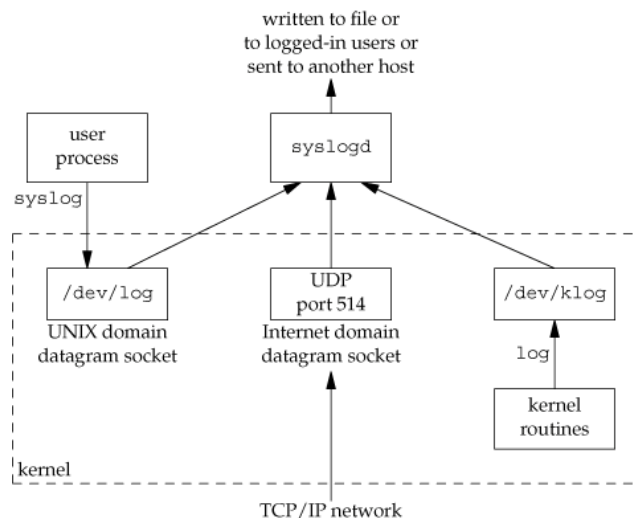 written to file or
to logged-in users or
sent to another host
user
process
syslogd
syslog
/dev/log
UNIX domain
datagram socket
UDP
port 514
Internet domain
datagram socket
/dev/klog
log
kernel
routines
kernel
TCP/IP network